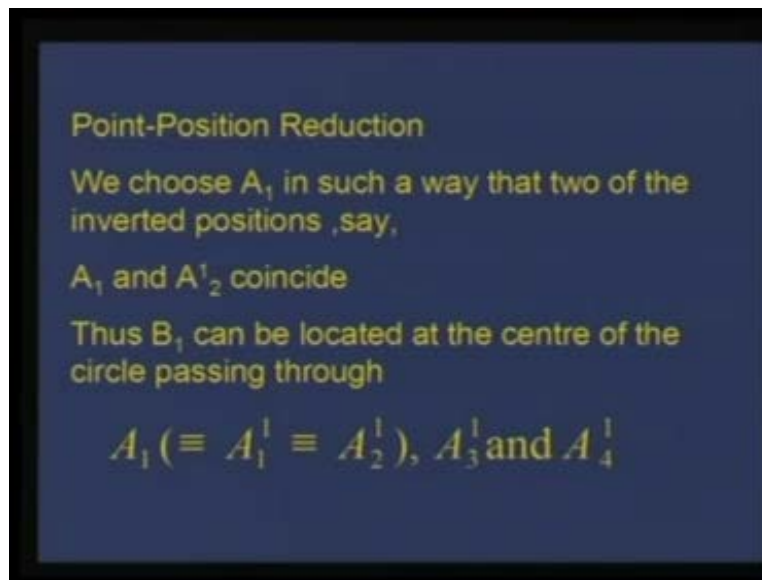 Point-Position Reduction
We choose A₁ in such a way that two of the
inverted positions ,say,
A₁ and A¹₂ coincide
Thus B₁ can be located at the centre of the
circle passing through
A₁ (≡ A₁¹ ≡ A₂¹), A₃¹ and A₄¹